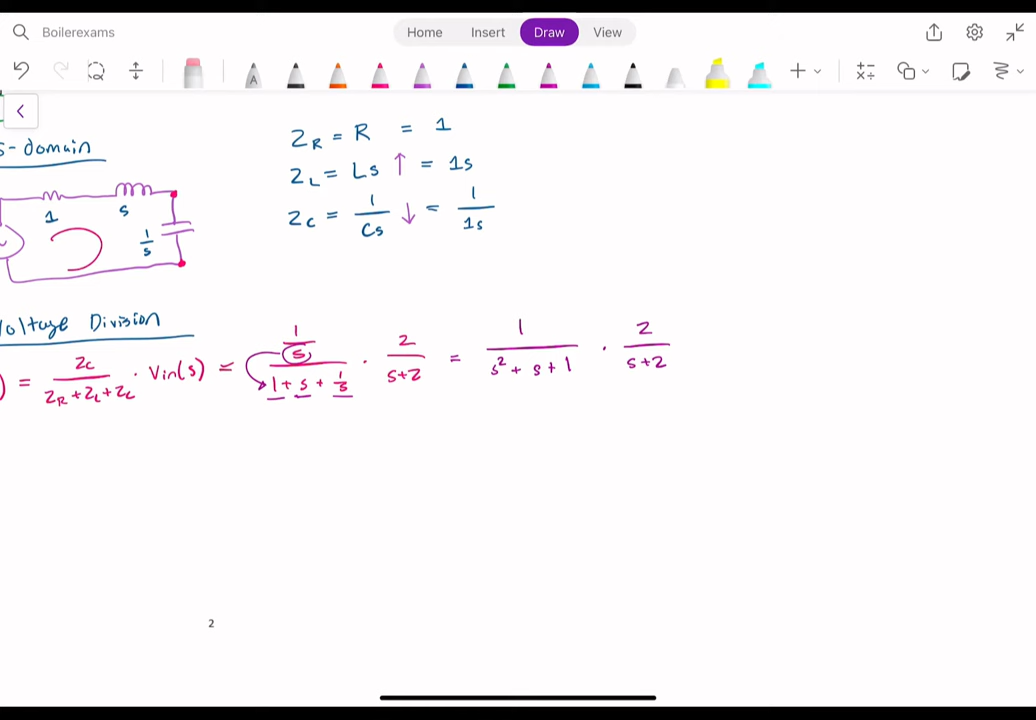 Boilerexams
Home Insert Draw View
s-domain
Z_R = R = 1
Z_L = Ls ↑ = 1s
Z_C = 1/Cs ↓ = 1/1s
1 s 1/s
Voltage Division
) = Z_C/(Z_R + Z_L + Z_C) · Vin(s) = (1/s)/(1 + s + 1/s) · 2/(s+2) = 1/(s² + s + 1) · 2/(s+2)
2